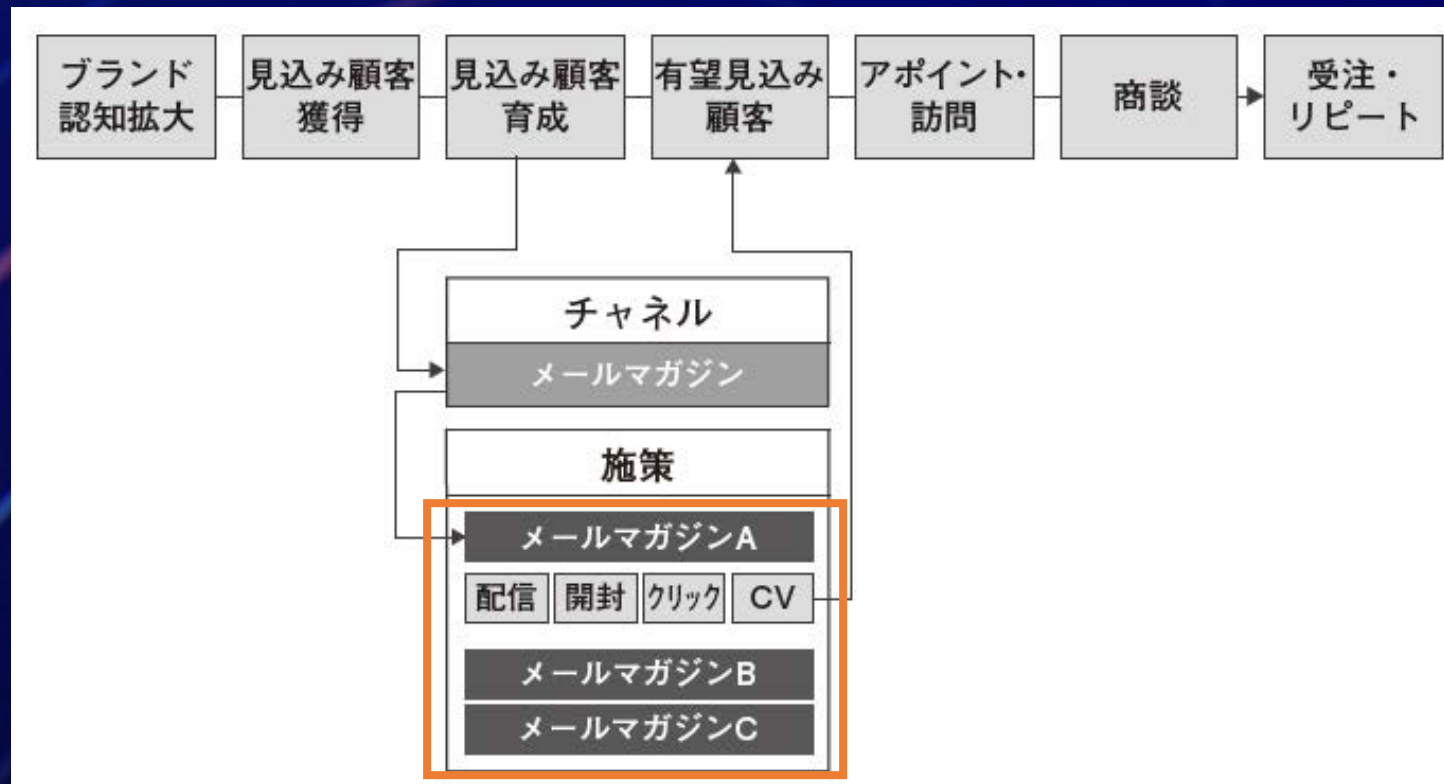 ブランド
認知拡大
見込み顧客
獲得
見込み顧客
育成
有望見込み
顧客
アポイント・
訪問
商談
受注・
リピート
チャネル
メールマガジン
施策
メールマガジンA
配信 開封 クリック CV
メールマガジンB
メールマガジンC